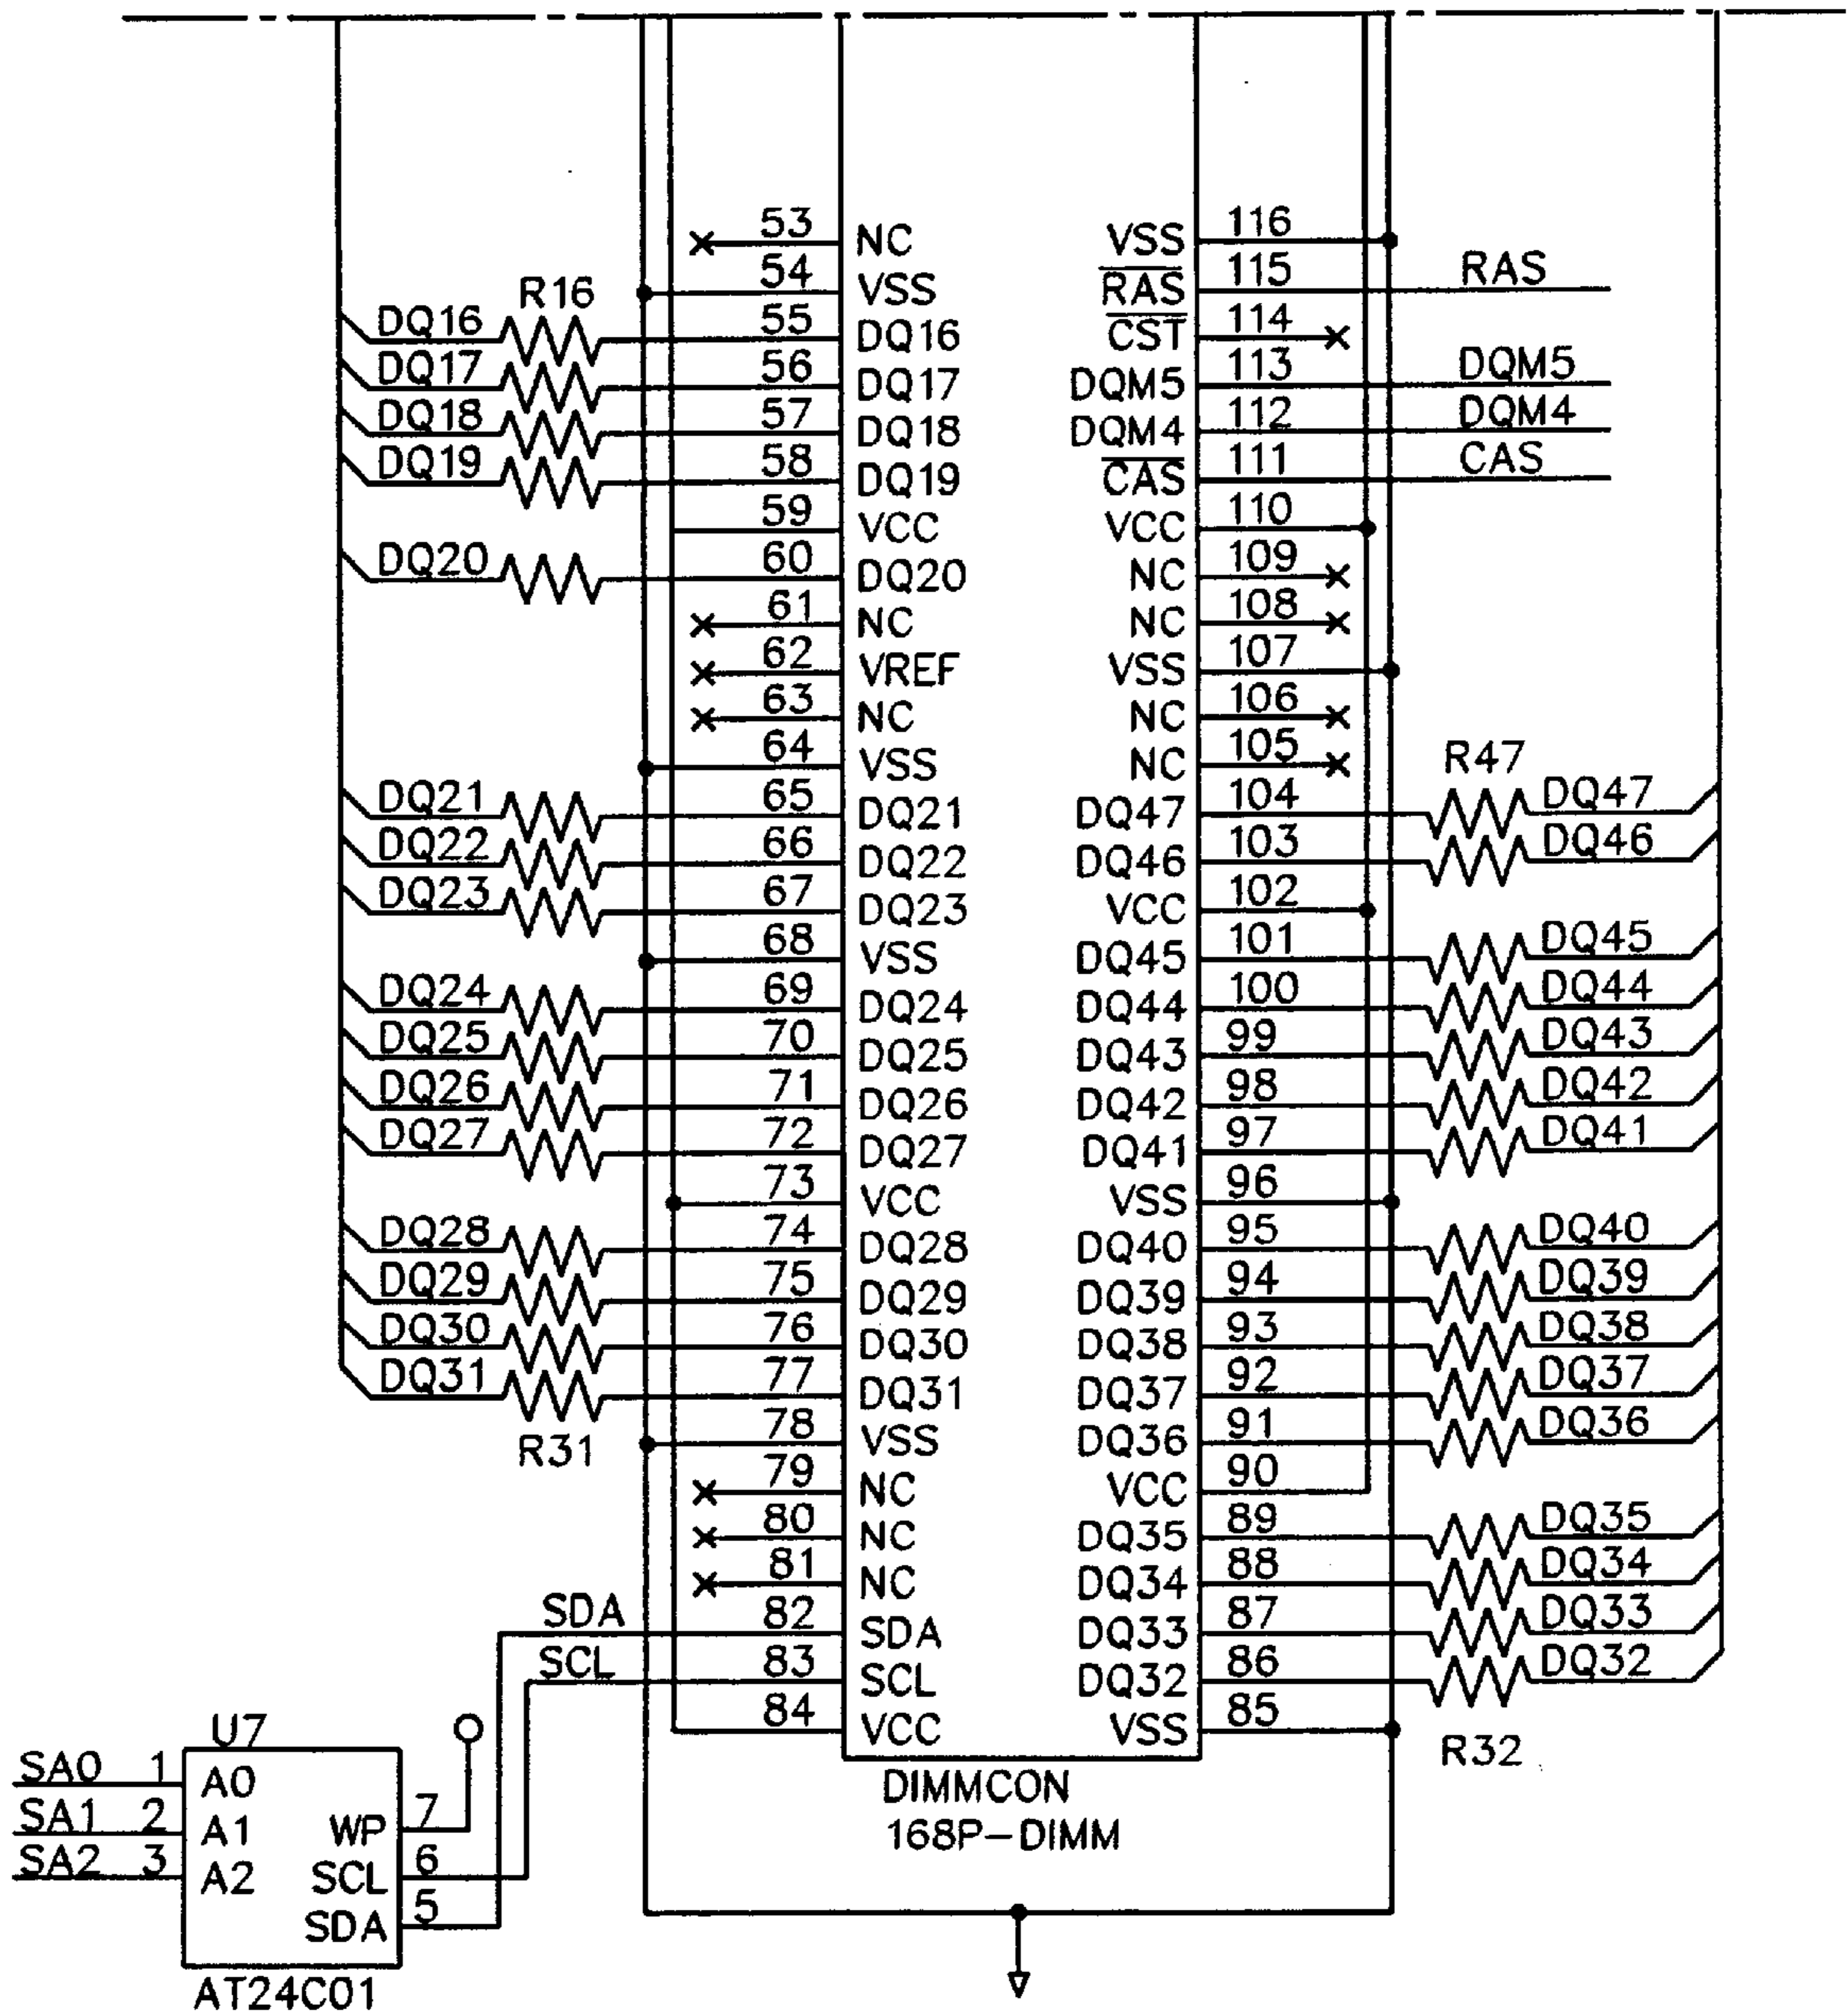 53 NC VSS 116
RAS
54 VSS RAS 115
R16
DQ16 55 DQ16 CST 114
DQ17 56 DQ17 DQM5 113 DQM5
DQ18 57 DQ18 DQM4 112 DQM4
DQ19 58 DQ19 CAS 111 CAS
59 VCC VCC 110
DQ20 60 DQ20 NC 109
61 NC NC 108
62 VREF VSS 107
63 NC NC 106
64 VSS NC 105
R47
DQ21 65 DQ21 DQ47 104 DQ47
DQ22 66 DQ22 DQ46 103 DQ46
DQ23 67 DQ23 VCC 102
68 VSS DQ45 101 DQ45
DQ24 69 DQ24 DQ44 100 DQ44
DQ25 70 DQ25 DQ43 99 DQ43
DQ26 71 DQ26 DQ42 98 DQ42
DQ27 72 DQ27 DQ41 97 DQ41
73 VCC VSS 96
DQ28 74 DQ28 DQ40 95 DQ40
DQ29 75 DQ29 DQ39 94 DQ39
DQ30 76 DQ30 DQ38 93 DQ38
DQ31 77 DQ31 DQ37 92 DQ37
R31
78 VSS DQ36 91 DQ36
79 NC VCC 90
80 NC DQ35 89 DQ35
81 NC DQ34 88 DQ34
SDA 82 SDA DQ33 87 DQ33
SCL 83 SCL DQ32 86 DQ32
84 VCC VSS 85
R32
DIMMCON
168P-DIMM
U7
SA0 1 A0
SA1 2 A1 WP 7
SA2 3 A2 SCL 6
SDA 5
AT24C01